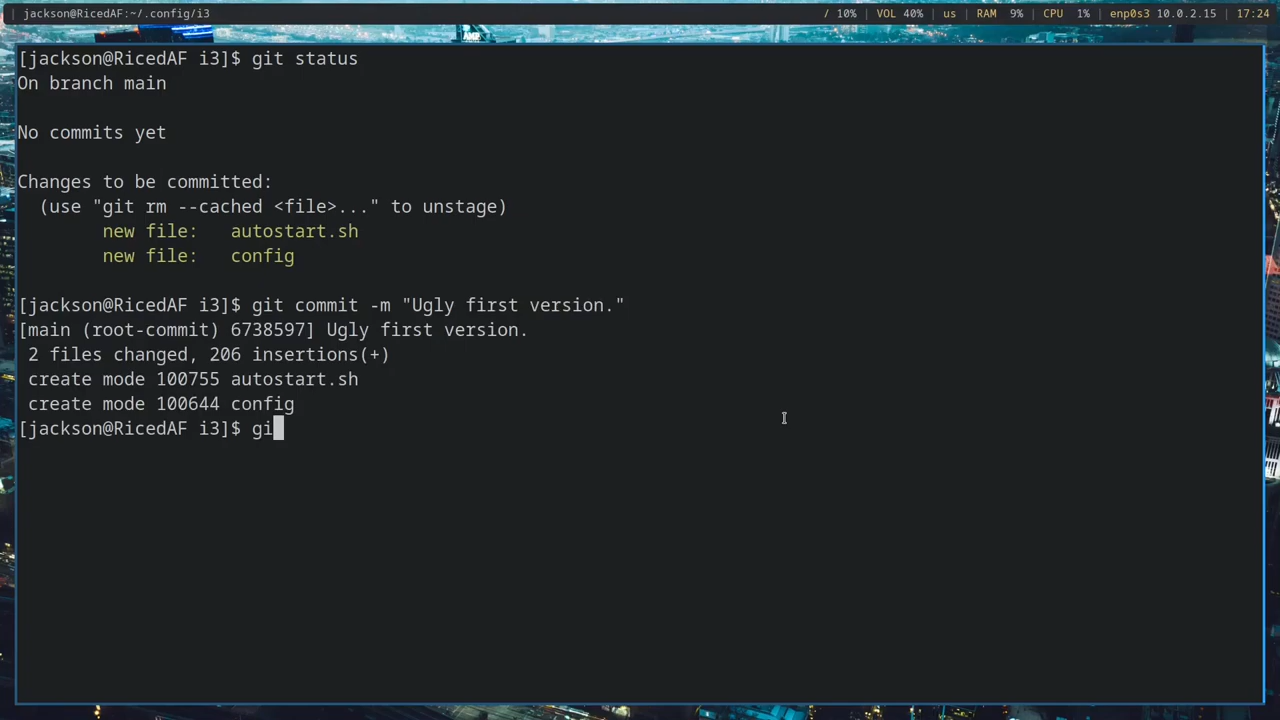 | jackson@RicedAF:~/.config/i3
/ 10% | VOL 40% | us | RAM 9% | CPU 1% | enp0s3 10.0.2.15 | 17:24
[jackson@RicedAF i3]$ git status
On branch main
No commits yet
Changes to be committed:
  (use "git rm --cached <file>..." to unstage)
        new file:   autostart.sh
        new file:   config
[jackson@RicedAF i3]$ git commit -m "Ugly first version."
[main (root-commit) 6738597] Ugly first version.
 2 files changed, 206 insertions(+)
 create mode 100755 autostart.sh
 create mode 100644 config
[jackson@RicedAF i3]$ gi